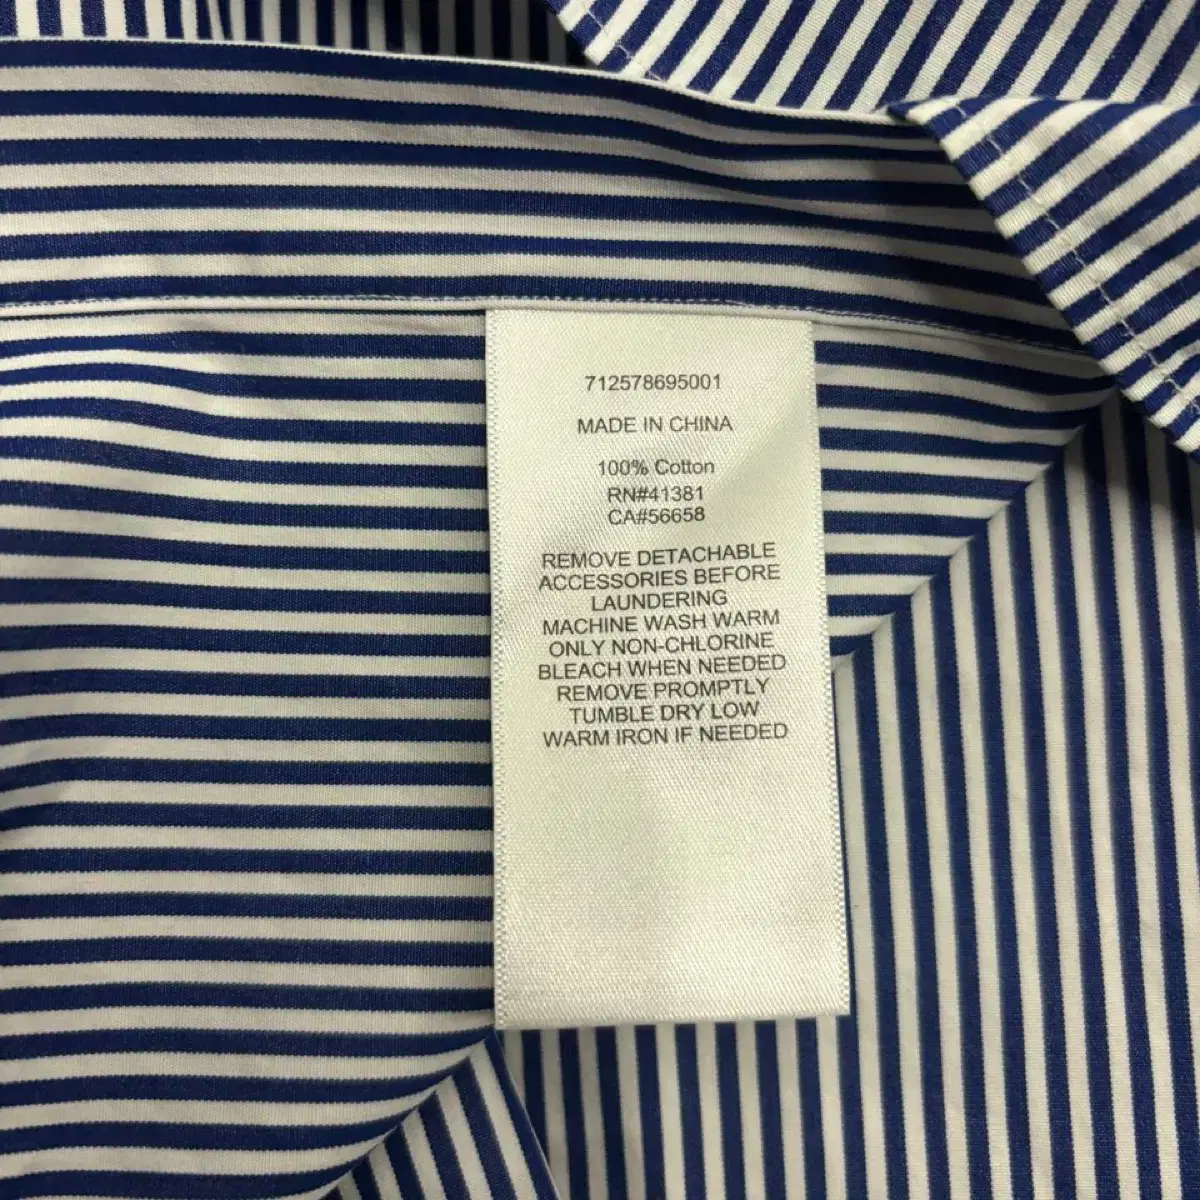 712578695001
MADE IN CHINA
100% Cotton
RN#41381
CA#56658
REMOVE DETACHABLE
ACCESSORIES BEFORE
LAUNDERING
MACHINE WASH WARM
ONLY NON-CHLORINE
BLEACH WHEN NEEDED
REMOVE PROMPTLY
TUMBLE DRY LOW
WARM IRON IF NEEDED